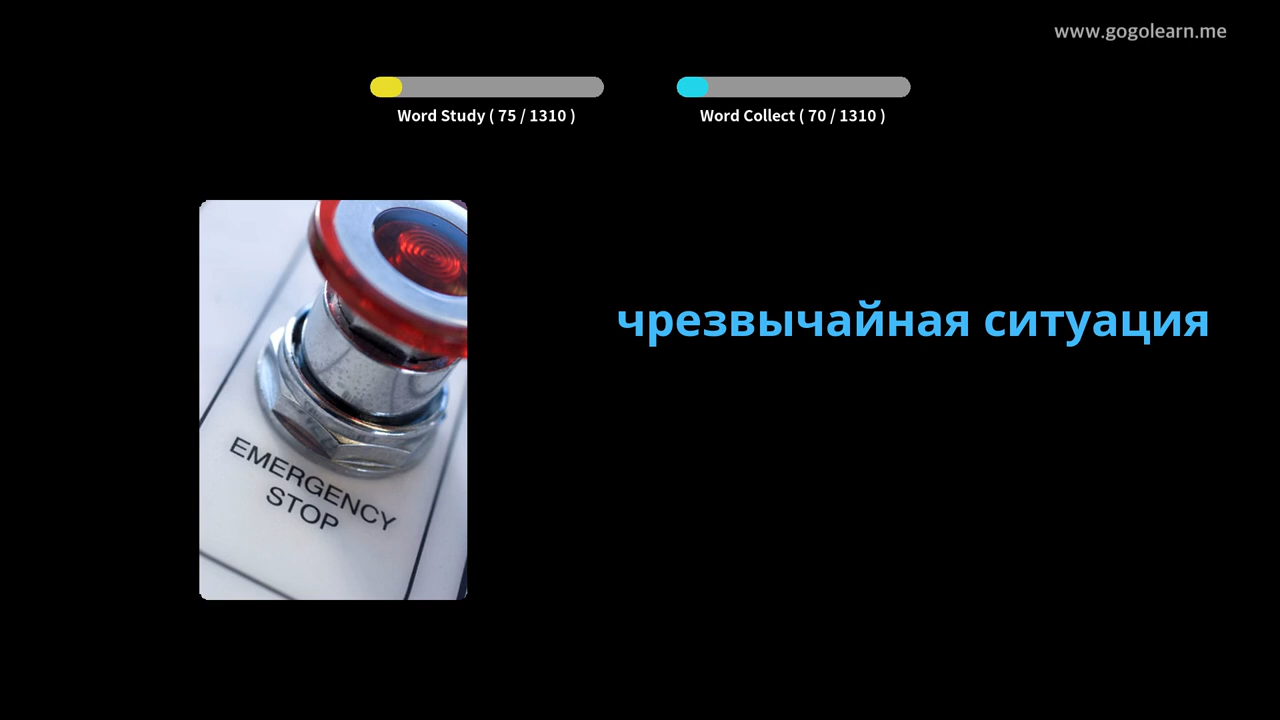 www.gogolearn.me
Word Study ( 75 / 1310 )
Word Collect ( 70 / 1310 )
чрезвычайная ситуация
EMERGENCY
STOP